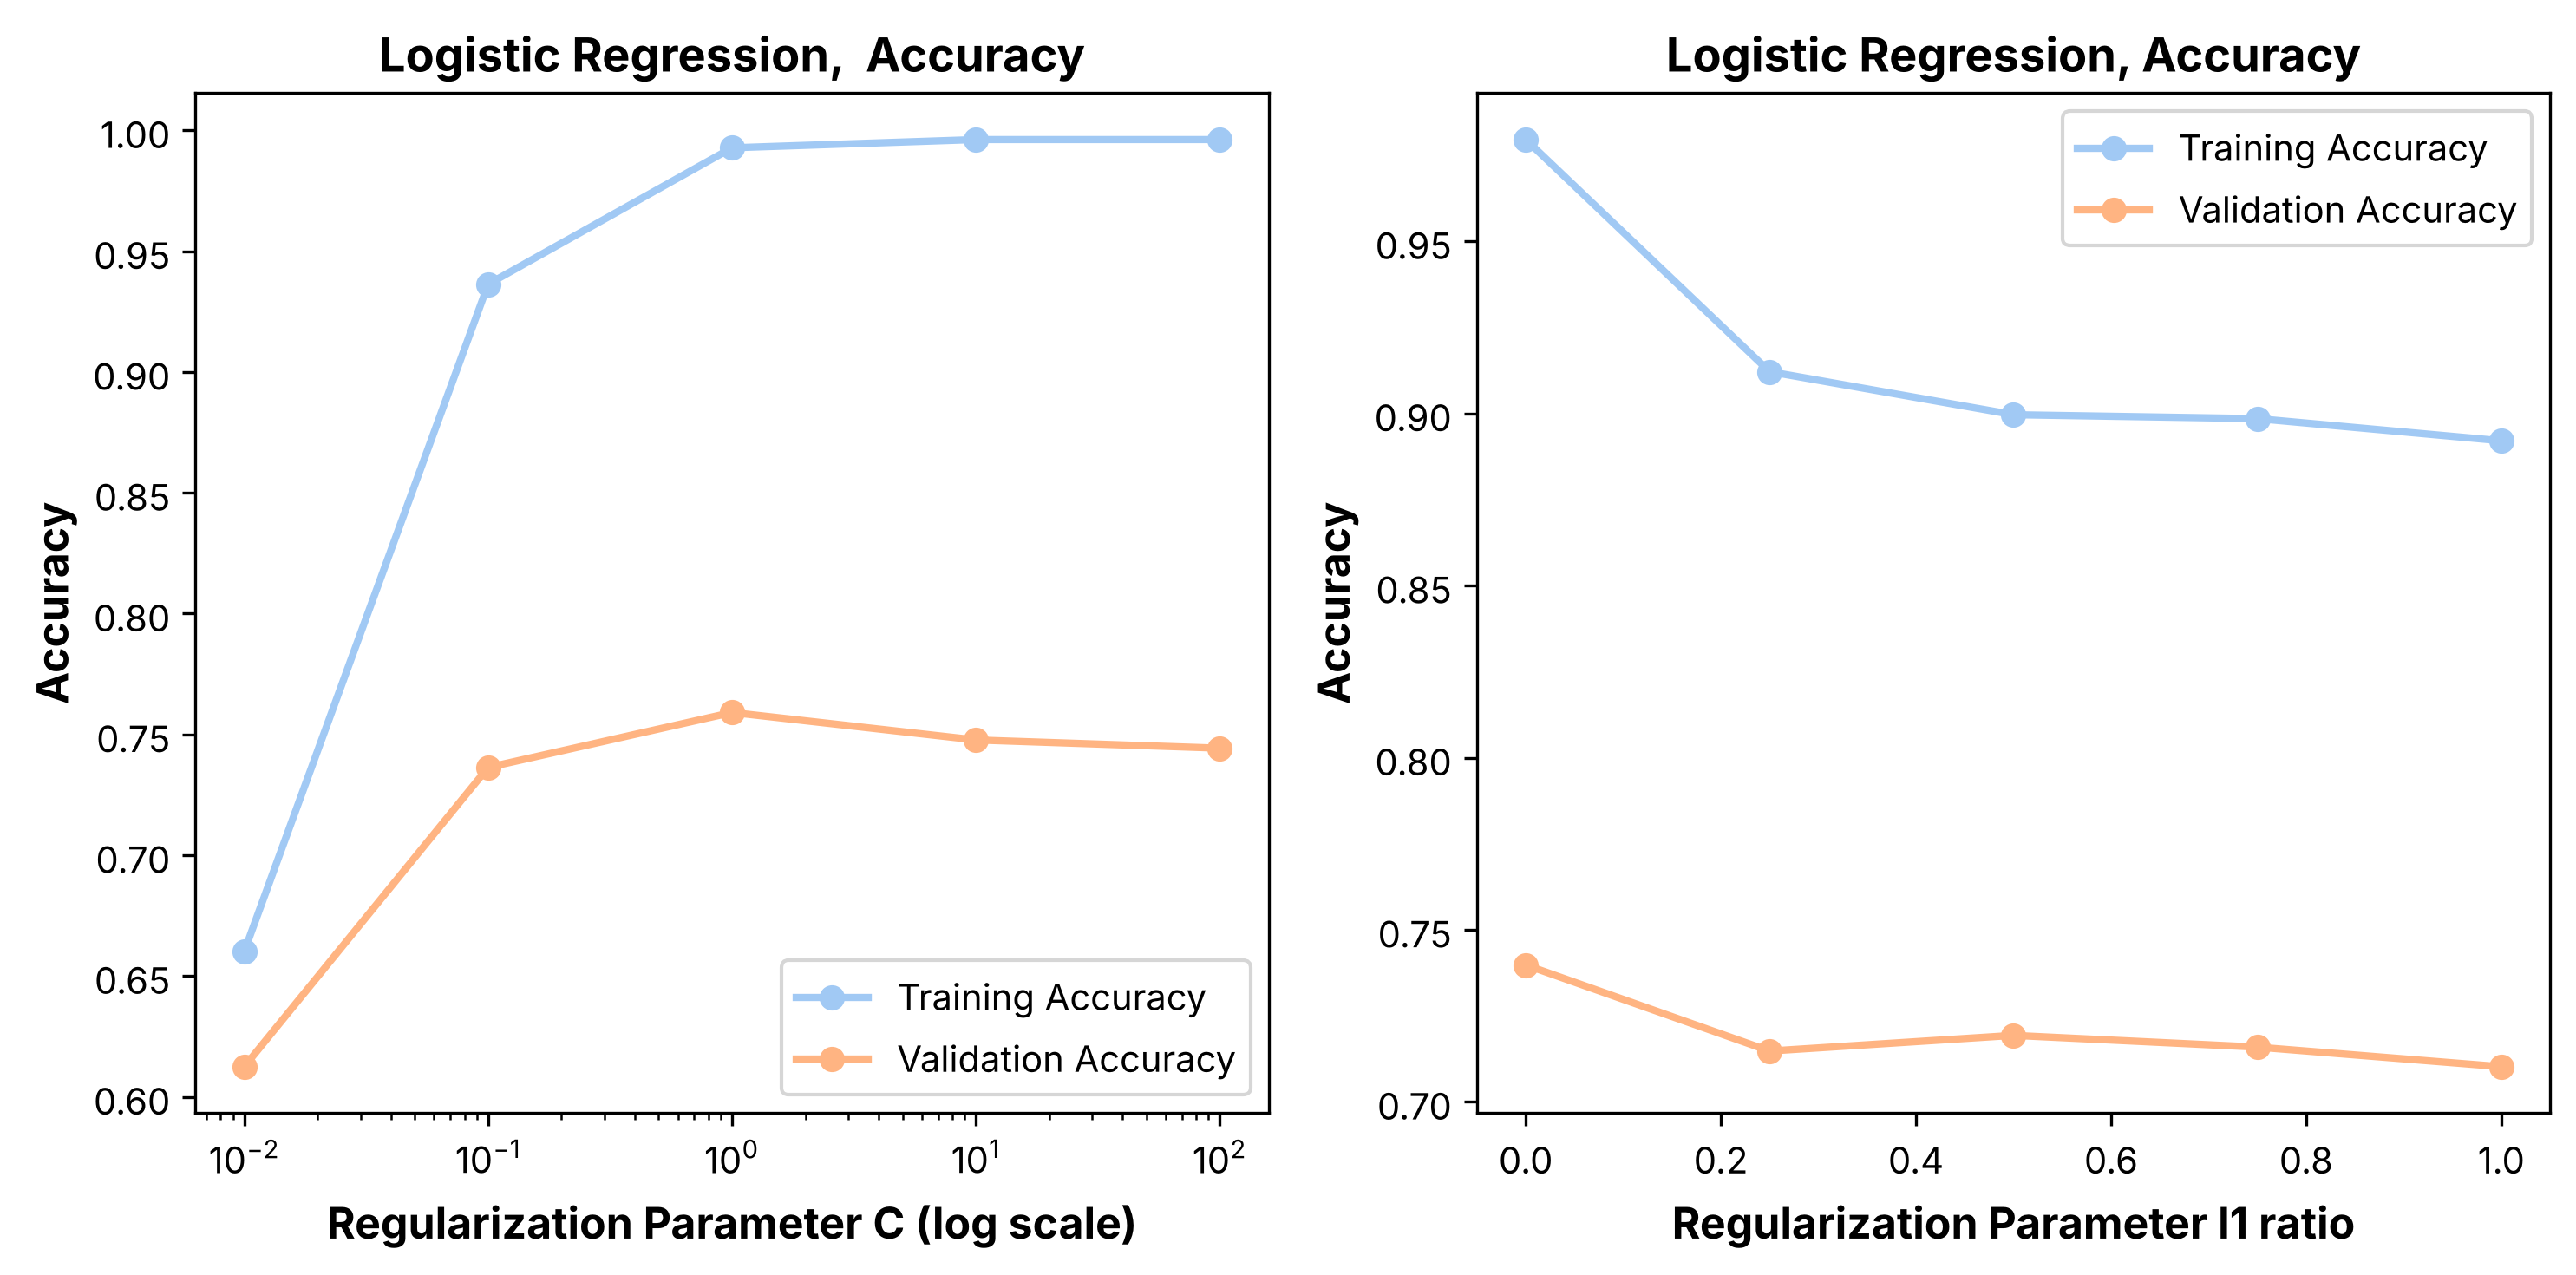 Logistic Regression,  Accuracy
Accuracy
1.00
0.95
0.90
0.85
0.80
0.75
0.70
0.65
0.60
Training Accuracy
Validation Accuracy
10⁻² 10⁻¹ 10⁰ 10¹ 10²
Regularization Parameter C (log scale)
Logistic Regression, Accuracy
Accuracy
0.95
0.90
0.85
0.80
0.75
0.70
Training Accuracy
Validation Accuracy
0.0 0.2 0.4 0.6 0.8 1.0
Regularization Parameter l1 ratio